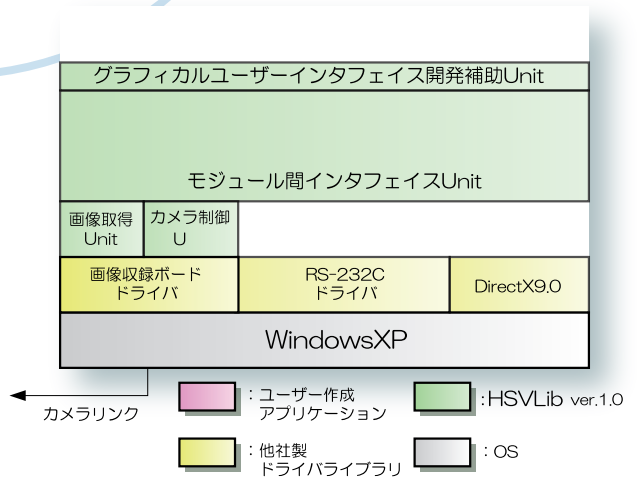 グラフィカルユーザーインタフェイス開発補助Unit
モジュール間インタフェイスUnit
画像取得
Unit
カメラ制御
U
画像収録ボード
ドライバ
RS-232C
ドライバ
DirectX9.0
WindowsXP
カメラリンク
：ユーザー作成
アプリケーション
：HSVLib ver.1.0
：他社製
ドライバライブラリ
：OS